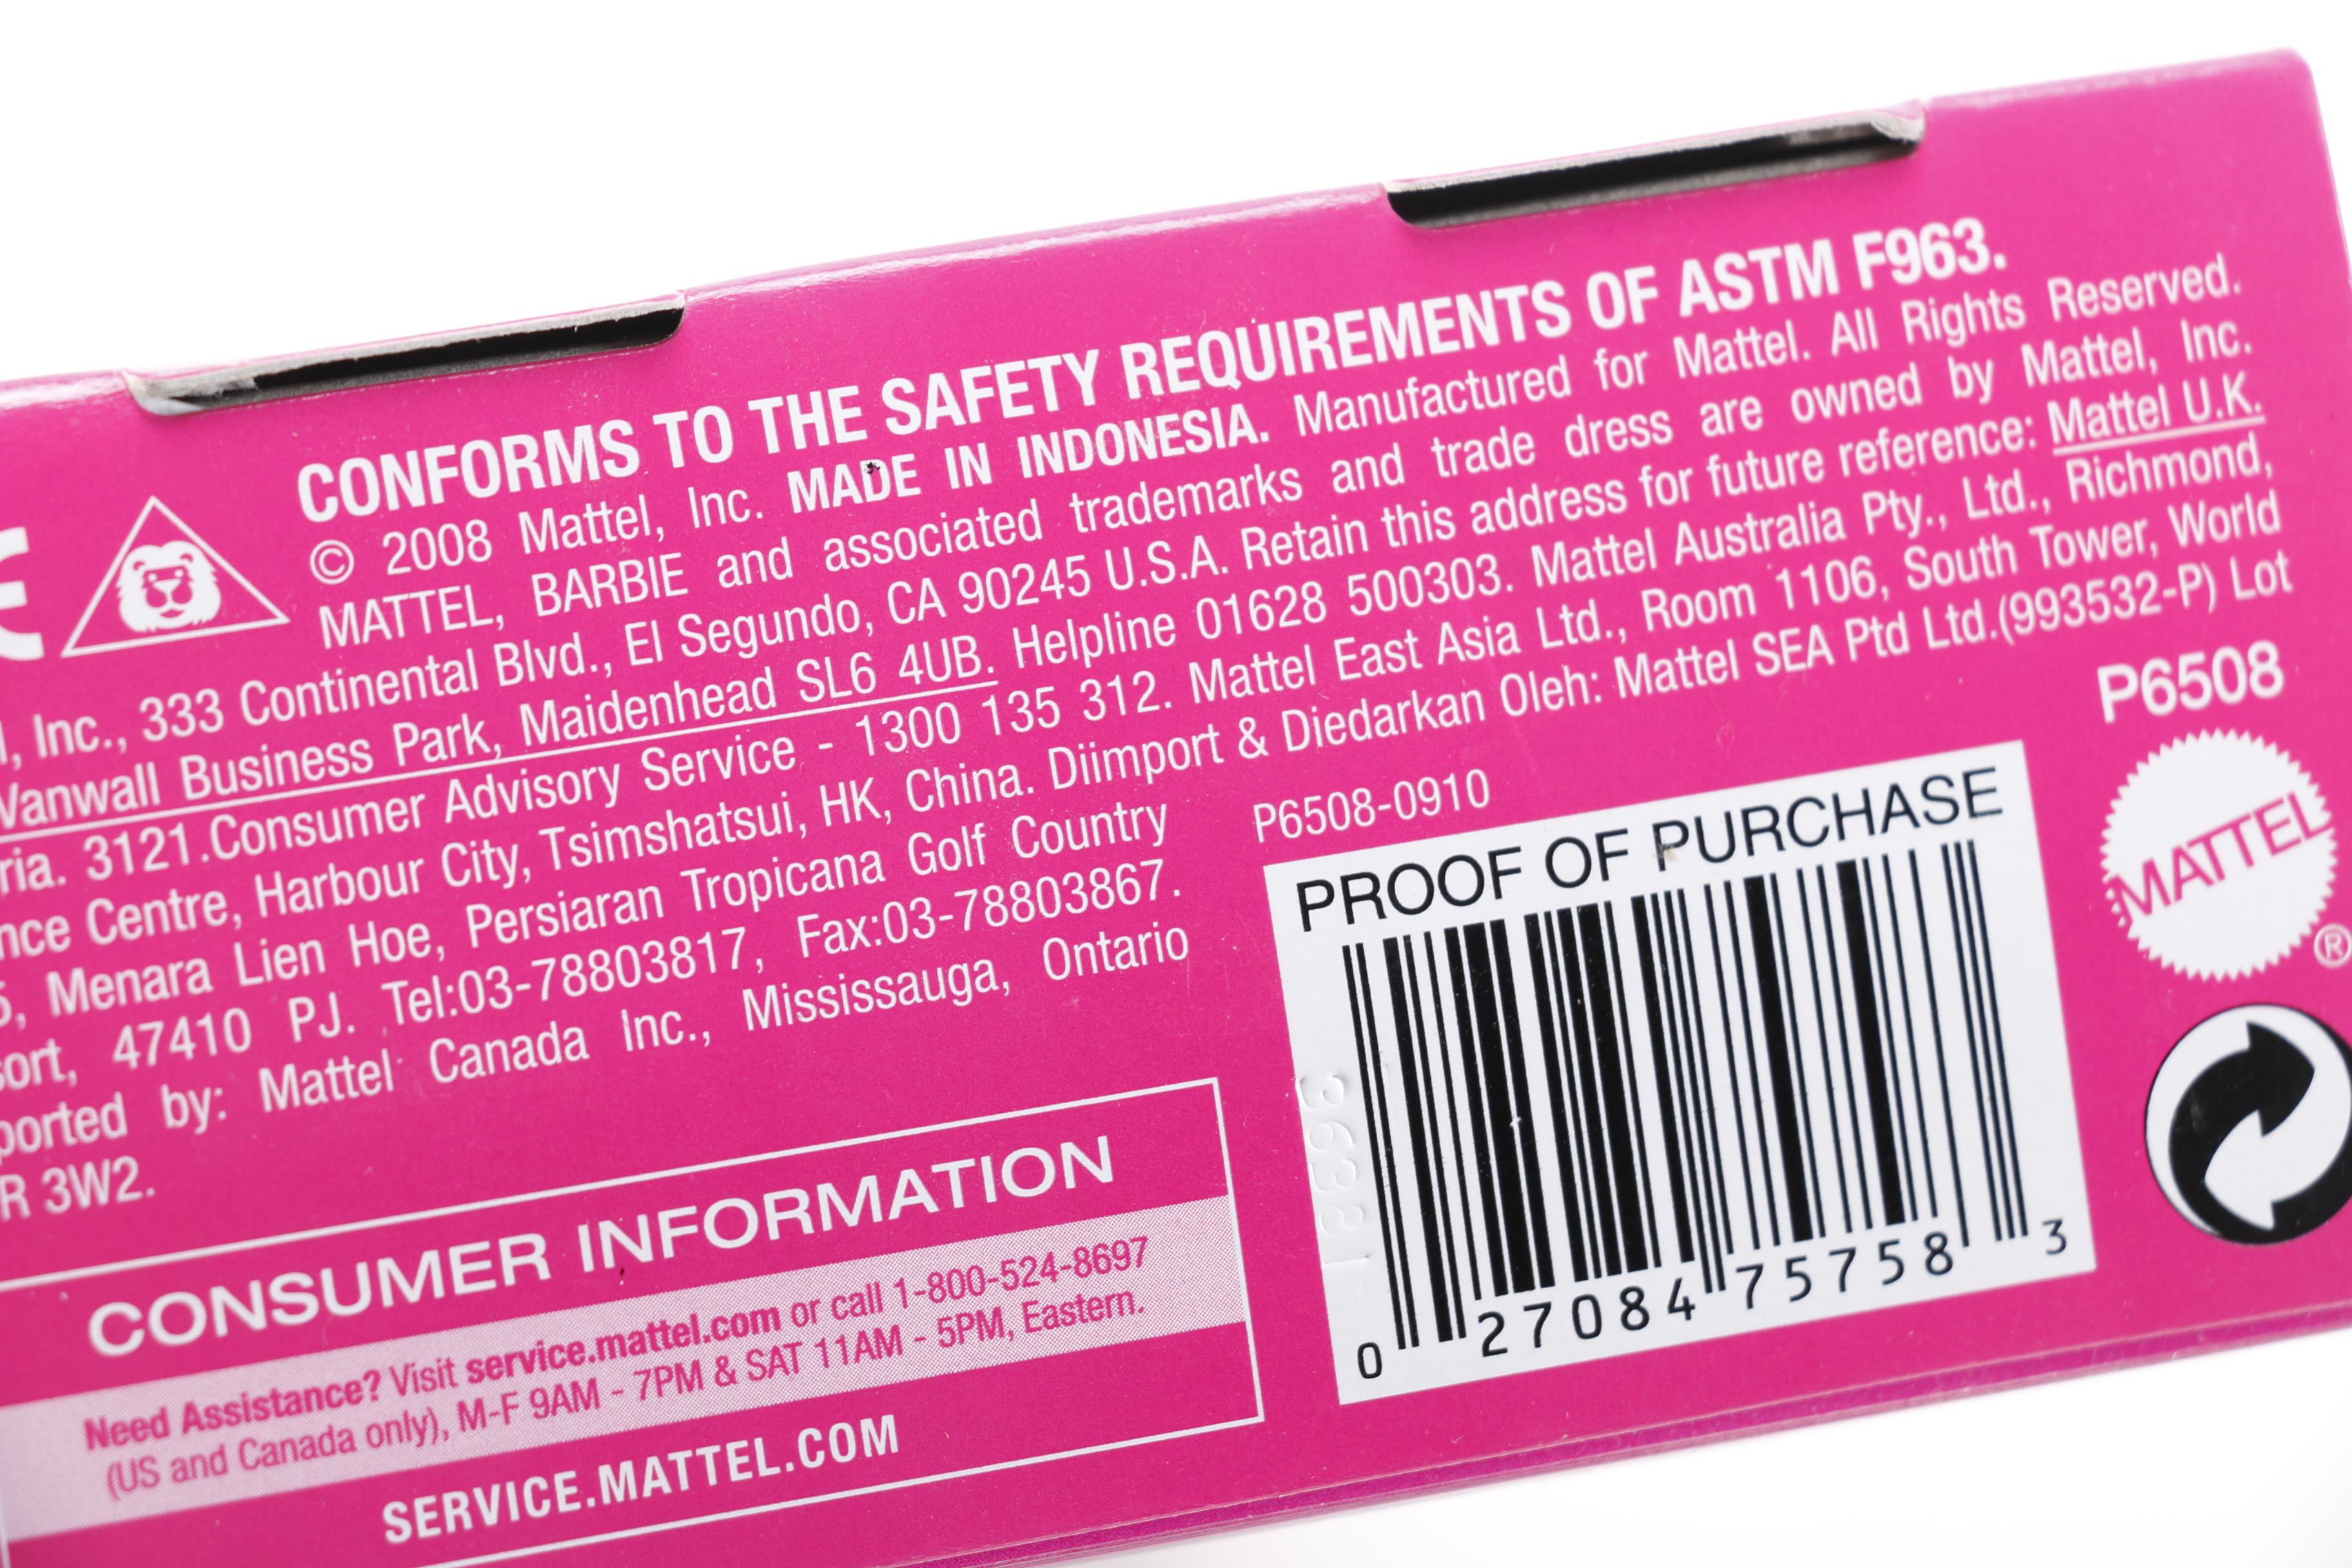 CONFORMS TO THE SAFETY REQUIREMENTS OF ASTM F963.
© 2008 Mattel, Inc. MADE IN INDONESIA. Manufactured for Mattel. All Rights Reserved.
MATTEL, BARBIE and associated trademarks and trade dress are owned by Mattel, Inc.
l, Inc., 333 Continental Blvd., El Segundo, CA 90245 U.S.A. Retain this address for future reference: Mattel U.K.
Vanwall Business Park, Maidenhead SL6 4UB. Helpline 01628 500303. Mattel Australia Pty., Ltd., Richmond,
ria. 3121.Consumer Advisory Service - 1300 135 312. Mattel East Asia Ltd., Room 1106, South Tower, World
nce Centre, Harbour City, Tsimshatsui, HK, China. Diimport & Diedarkan Oleh: Mattel SEA Ptd Ltd.(993532-P) Lot
5, Menara Lien Hoe, Persiaran Tropicana Golf Country
sort, 47410 PJ. Tel:03-78803817, Fax:03-78803867.
ported by: Mattel Canada Inc., Mississauga, Ontario
R 3W2.
P6508-0910
P6508
PROOF OF PURCHASE
0 27084 75758 3
MATTEL
®
CONSUMER INFORMATION
Need Assistance? Visit service.mattel.com or call 1-800-524-8697
(US and Canada only), M-F 9AM - 7PM & SAT 11AM - 5PM, Eastern.
SERVICE.MATTEL.COM